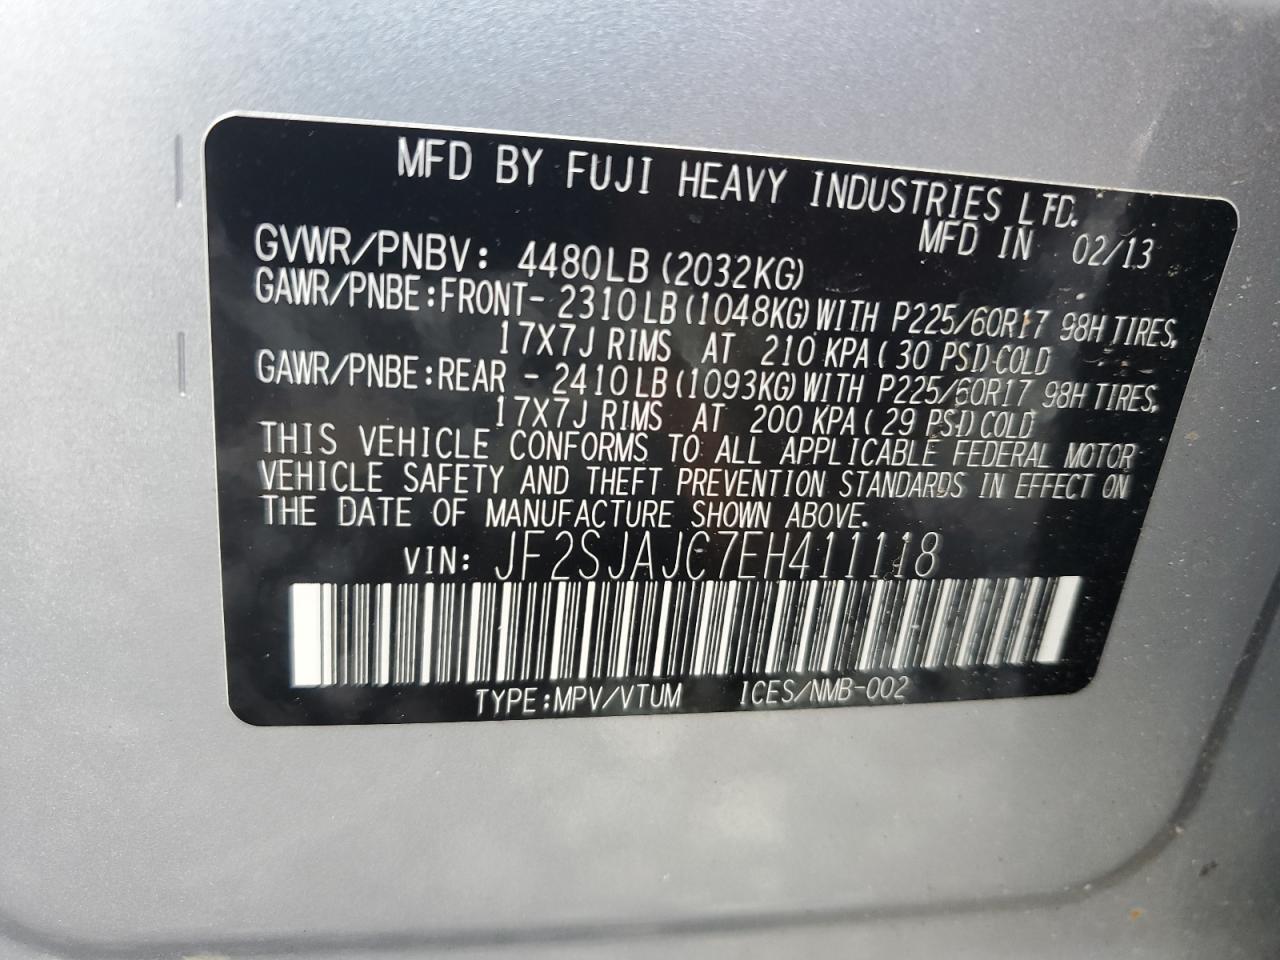 MFD BY FUJI HEAVY INDUSTRIES LTD.
MFD IN 02/13
GVWR/PNBV: 4480LB (2032KG)
GAWR/PNBE:FRONT- 2310LB(1048KG)WITH P225/60R17 98H TIRES,
17X7J RIMS AT 210 KPA( 30 PSI)COLD
GAWR/PNBE:REAR - 2410LB(1093KG)WITH P225/60R17 98H TIRES,
17X7J RIMS AT 200 KPA( 29 PSI)COLD
THIS VEHICLE CONFORMS TO ALL APPLICABLE FEDERAL MOTOR
VEHICLE SAFETY AND THEFT PREVENTION STANDARDS IN EFFECT ON
THE DATE OF MANUFACTURE SHOWN ABOVE.
VIN: JF2SJAJC7EH411118
TYPE:MPV/VTUM ICES/NMB-002